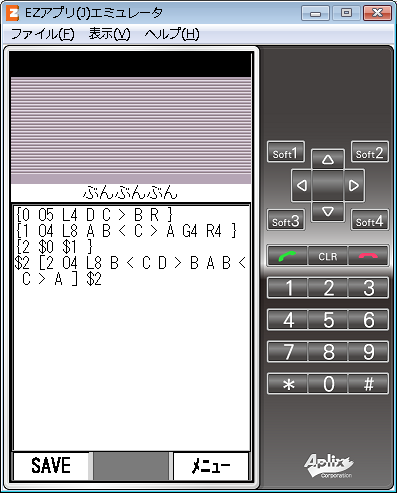 EZアプリ(J)エミュレータ
ファイル(F) 表示(V) ヘルプ(H)
ぶんぶんぶん
{0 O5 L4 D C > B R }
{1 O4 L8 A B < C > A G4 R4 }
{2 $0 $1 }
$2 [2 O4 L8 B < C D > B A B <
C > A ] $2
SAVE
メニュー
Soft1
Soft2
Soft3
Soft4
CLR
1 2 3
4 5 6
7 8 9
* 0 #
Aplix
Corporation